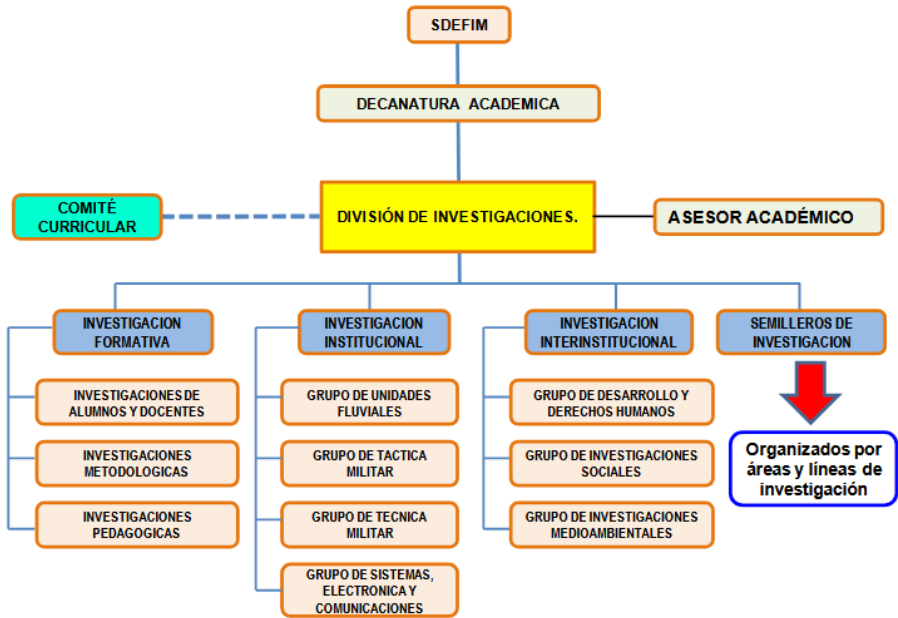 SDEFIM
DECANATURA ACADEMICA
COMITÉ
CURRICULAR
DIVISIÓN DE INVESTIGACIONES.
ASESOR ACADÉMICO
INVESTIGACION
FORMATIVA
INVESTIGACIONES DE
ALUMNOS Y DOCENTES
INVESTIGACIONES
METODOLOGICAS
INVESTIGACIONES
PEDAGOGICAS
INVESTIGACION
INSTITUCIONAL
GRUPO DE UNIDADES
FLUVIALES
GRUPO DE TACTICA
MILITAR
GRUPO DE TECNICA
MILITAR
GRUPO DE SISTEMAS,
ELECTRONICA Y
COMUNICACIONES
INVESTIGACION
INTERINSTITUCIONAL
GRUPO DE DESARROLLO Y
DERECHOS HUMANOS
GRUPO DE INVESTIGACIONES
SOCIALES
GRUPO DE INVESTIGACIONES
MEDIOAMBIENTALES
SEMILLEROS DE
INVESTIGACION
Organizados por
áreas y líneas de
investigación